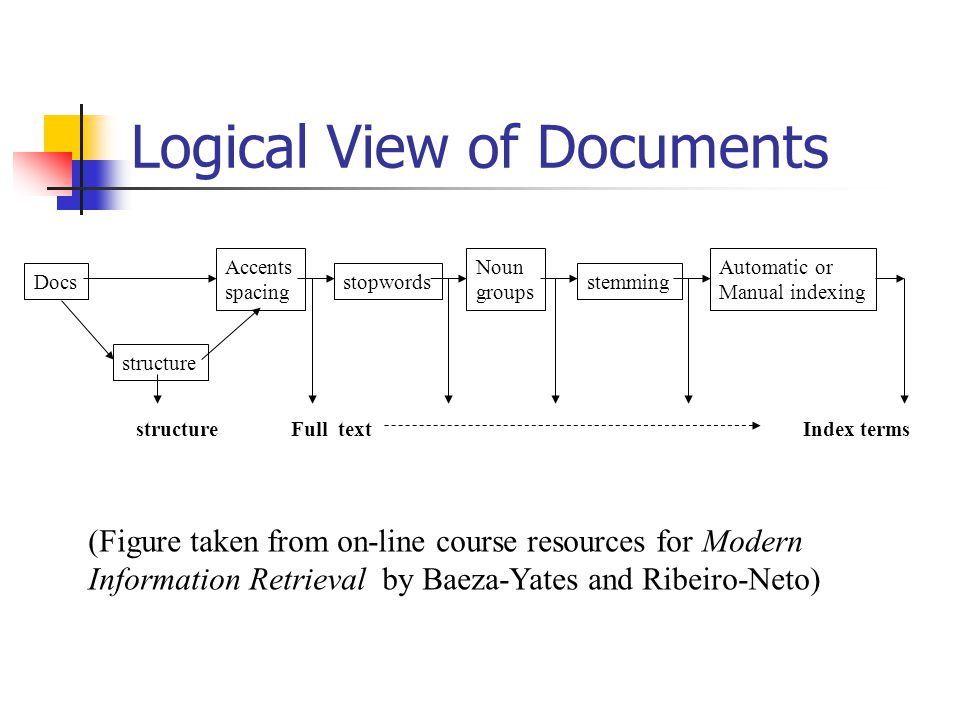 Logical View of Documents
Docs
Accents
spacing
stopwords
Noun
groups
stemming
Automatic or
Manual indexing
structure
structure
Full text
Index terms
(Figure taken from on-line course resources for Modern
Information Retrieval by Baeza-Yates and Ribeiro-Neto)